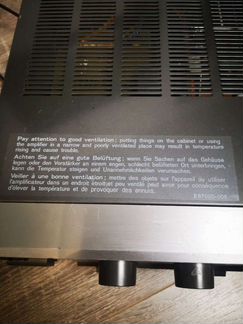 Pay attention to good ventilation; putting things on the cabinet or using
the amplifier in a narrow and poorly ventilated place may result in temperature
rising and cause trouble.
Achten Sie auf eine gute Belüftung; wenn Sie Sachen auf das Gehäuse
legen oder den Verstärker an einem engen, schlecht belüfteten Ort unterbringen,
kann die Temperatur steigen und Unannehmlichkeiten verursachen.
Veiller à une bonne ventilation; mettre des objets sur l'appareil ou utiliser
l'amplificateur dans un endroit étroit et peu ventilé peut avoir pour conséquence
d'élever la température et de provoquer des ennuis.